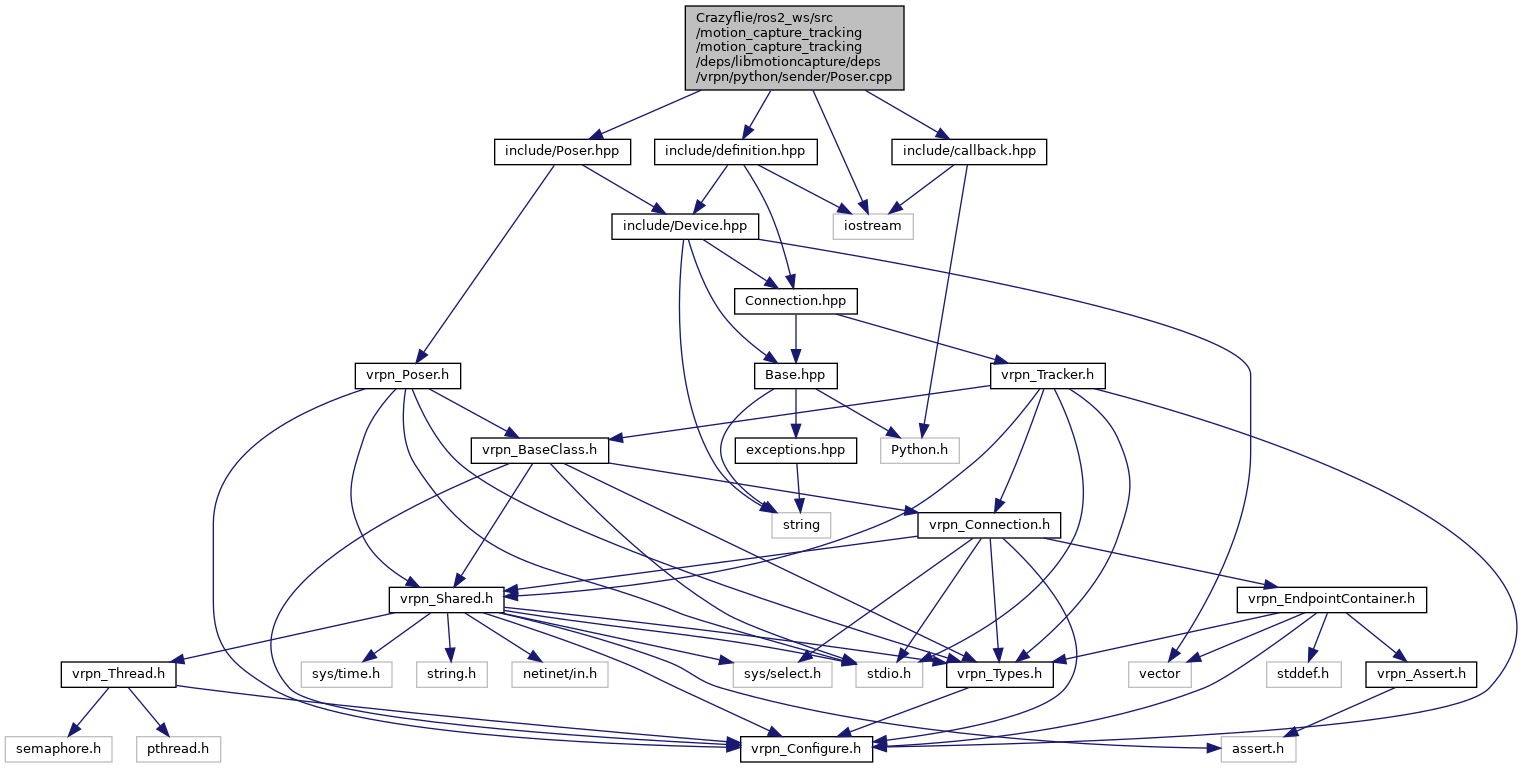 Crazyflie/ros2_ws/src
/motion_capture_tracking
/motion_capture_tracking
/deps/libmotioncapture/deps
/vrpn/python/sender/Poser.cpp
include/Poser.hpp
include/definition.hpp
include/callback.hpp
include/Device.hpp
iostream
Connection.hpp
vrpn_Poser.h
Base.hpp
vrpn_Tracker.h
vrpn_BaseClass.h
exceptions.hpp
Python.h
string
vrpn_Connection.h
vrpn_Shared.h
vrpn_EndpointContainer.h
vrpn_Thread.h
sys/time.h
string.h
netinet/in.h
sys/select.h
stdio.h
vrpn_Types.h
vector
stddef.h
vrpn_Assert.h
semaphore.h
pthread.h
vrpn_Configure.h
assert.h